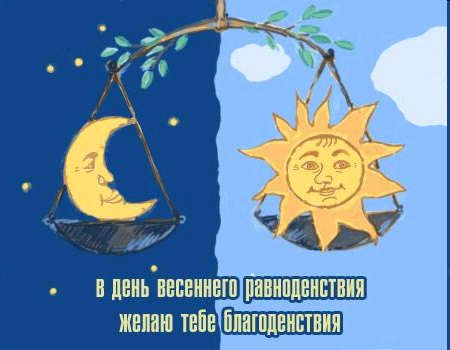 в день весеннего равноденствия
желаю тебе благоденствия